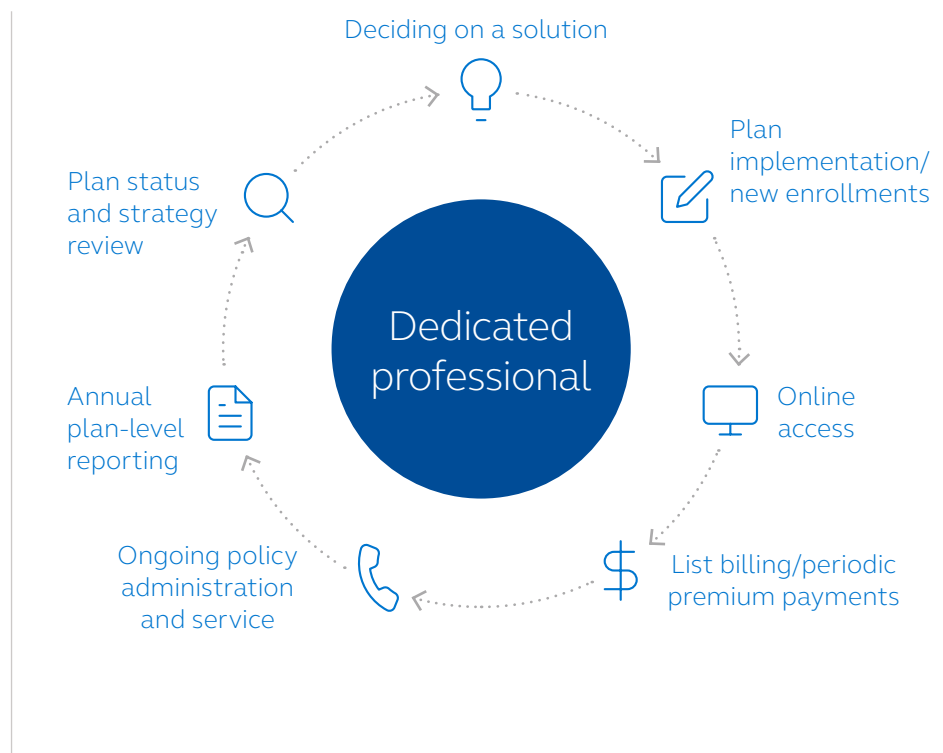 Deciding on a solution
Plan
implementation/
new enrollments
Online
access
List billing/periodic
premium payments
Ongoing policy
administration
and service
Annual
plan-level
reporting
Plan status
and strategy
review
Dedicated
professional